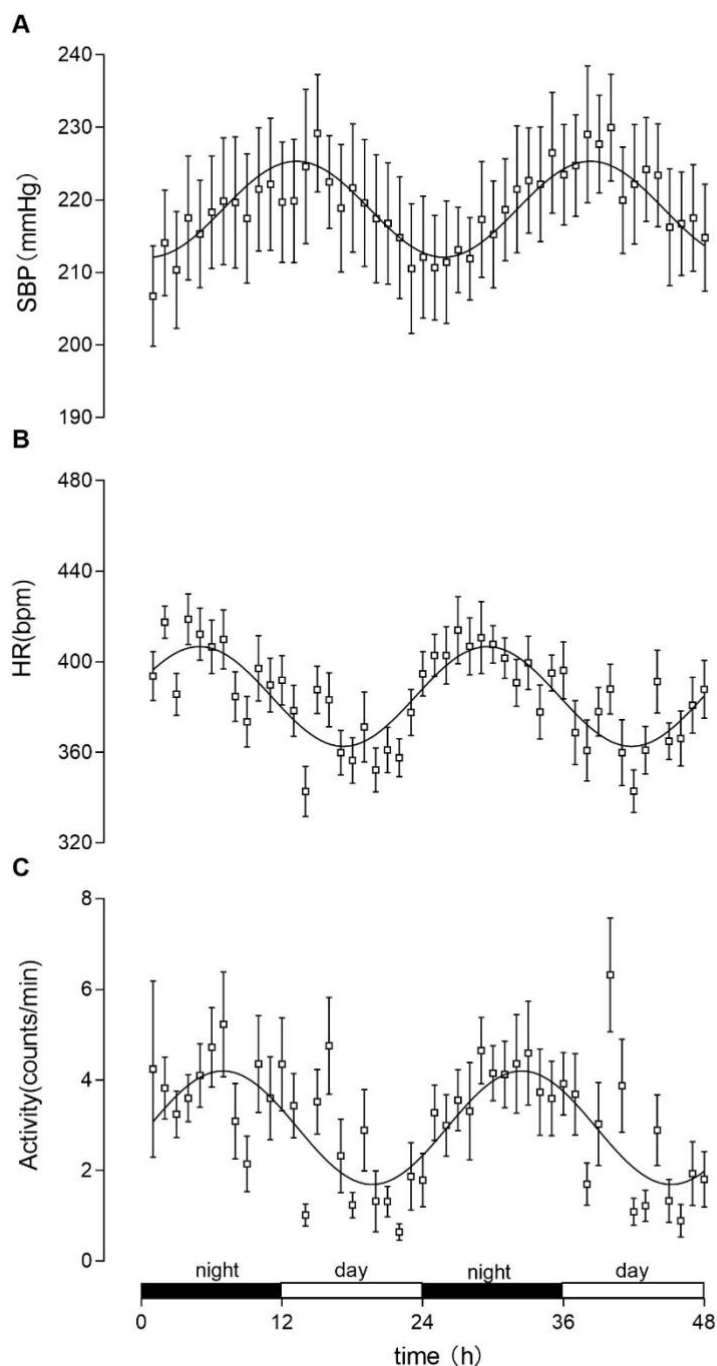 A
240
230
220
210
200
190
SBP (mmHg)
B
480
440
400
360
320
HR(bpm)
C
8
6
4
2
0
Activity(counts/min)
night day night day
0 12 24 36 48
time (h)